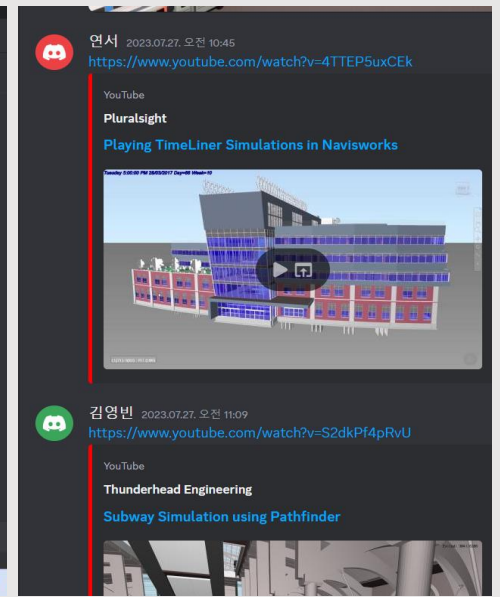 연서 2023.07.27. 오전 10:45
https://www.youtube.com/watch?v=4TTEP5uxCEk
YouTube
Pluralsight
Playing TimeLiner Simulations in Navisworks
김영빈 2023.07.27. 오전 11:09
https://www.youtube.com/watch?v=S2dkPf4pRvU
YouTube
Thunderhead Engineering
Subway Simulation using Pathfinder